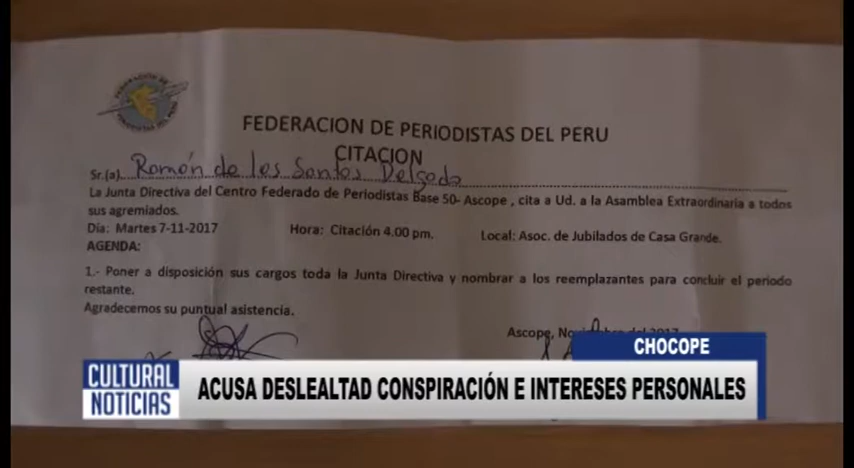 FEDERACION DE PERIODISTAS DEL PERU
CITACION
Sr.(a)....Ramón de los Santos Delgado
La Junta Directiva del Centro Federado de Periodistas Base 50- Ascope , cita a Ud. a la Asamblea Extraordinaria a todos
sus agremiados.
Día: Martes 7-11-2017 Hora: Citación 4.00 pm. Local: Asoc. de Jubilados de Casa Grande.
AGENDA:
1.- Poner a disposición sus cargos toda la Junta Directiva y nombrar a los reemplazantes para concluir el periodo
restante.
Agradecemos su puntual asistencia.
Ascope, del 2017
CHOCOPE
CULTURAL
NOTICIAS
ACUSA DESLEALTAD CONSPIRACIÓN E INTERESES PERSONALES